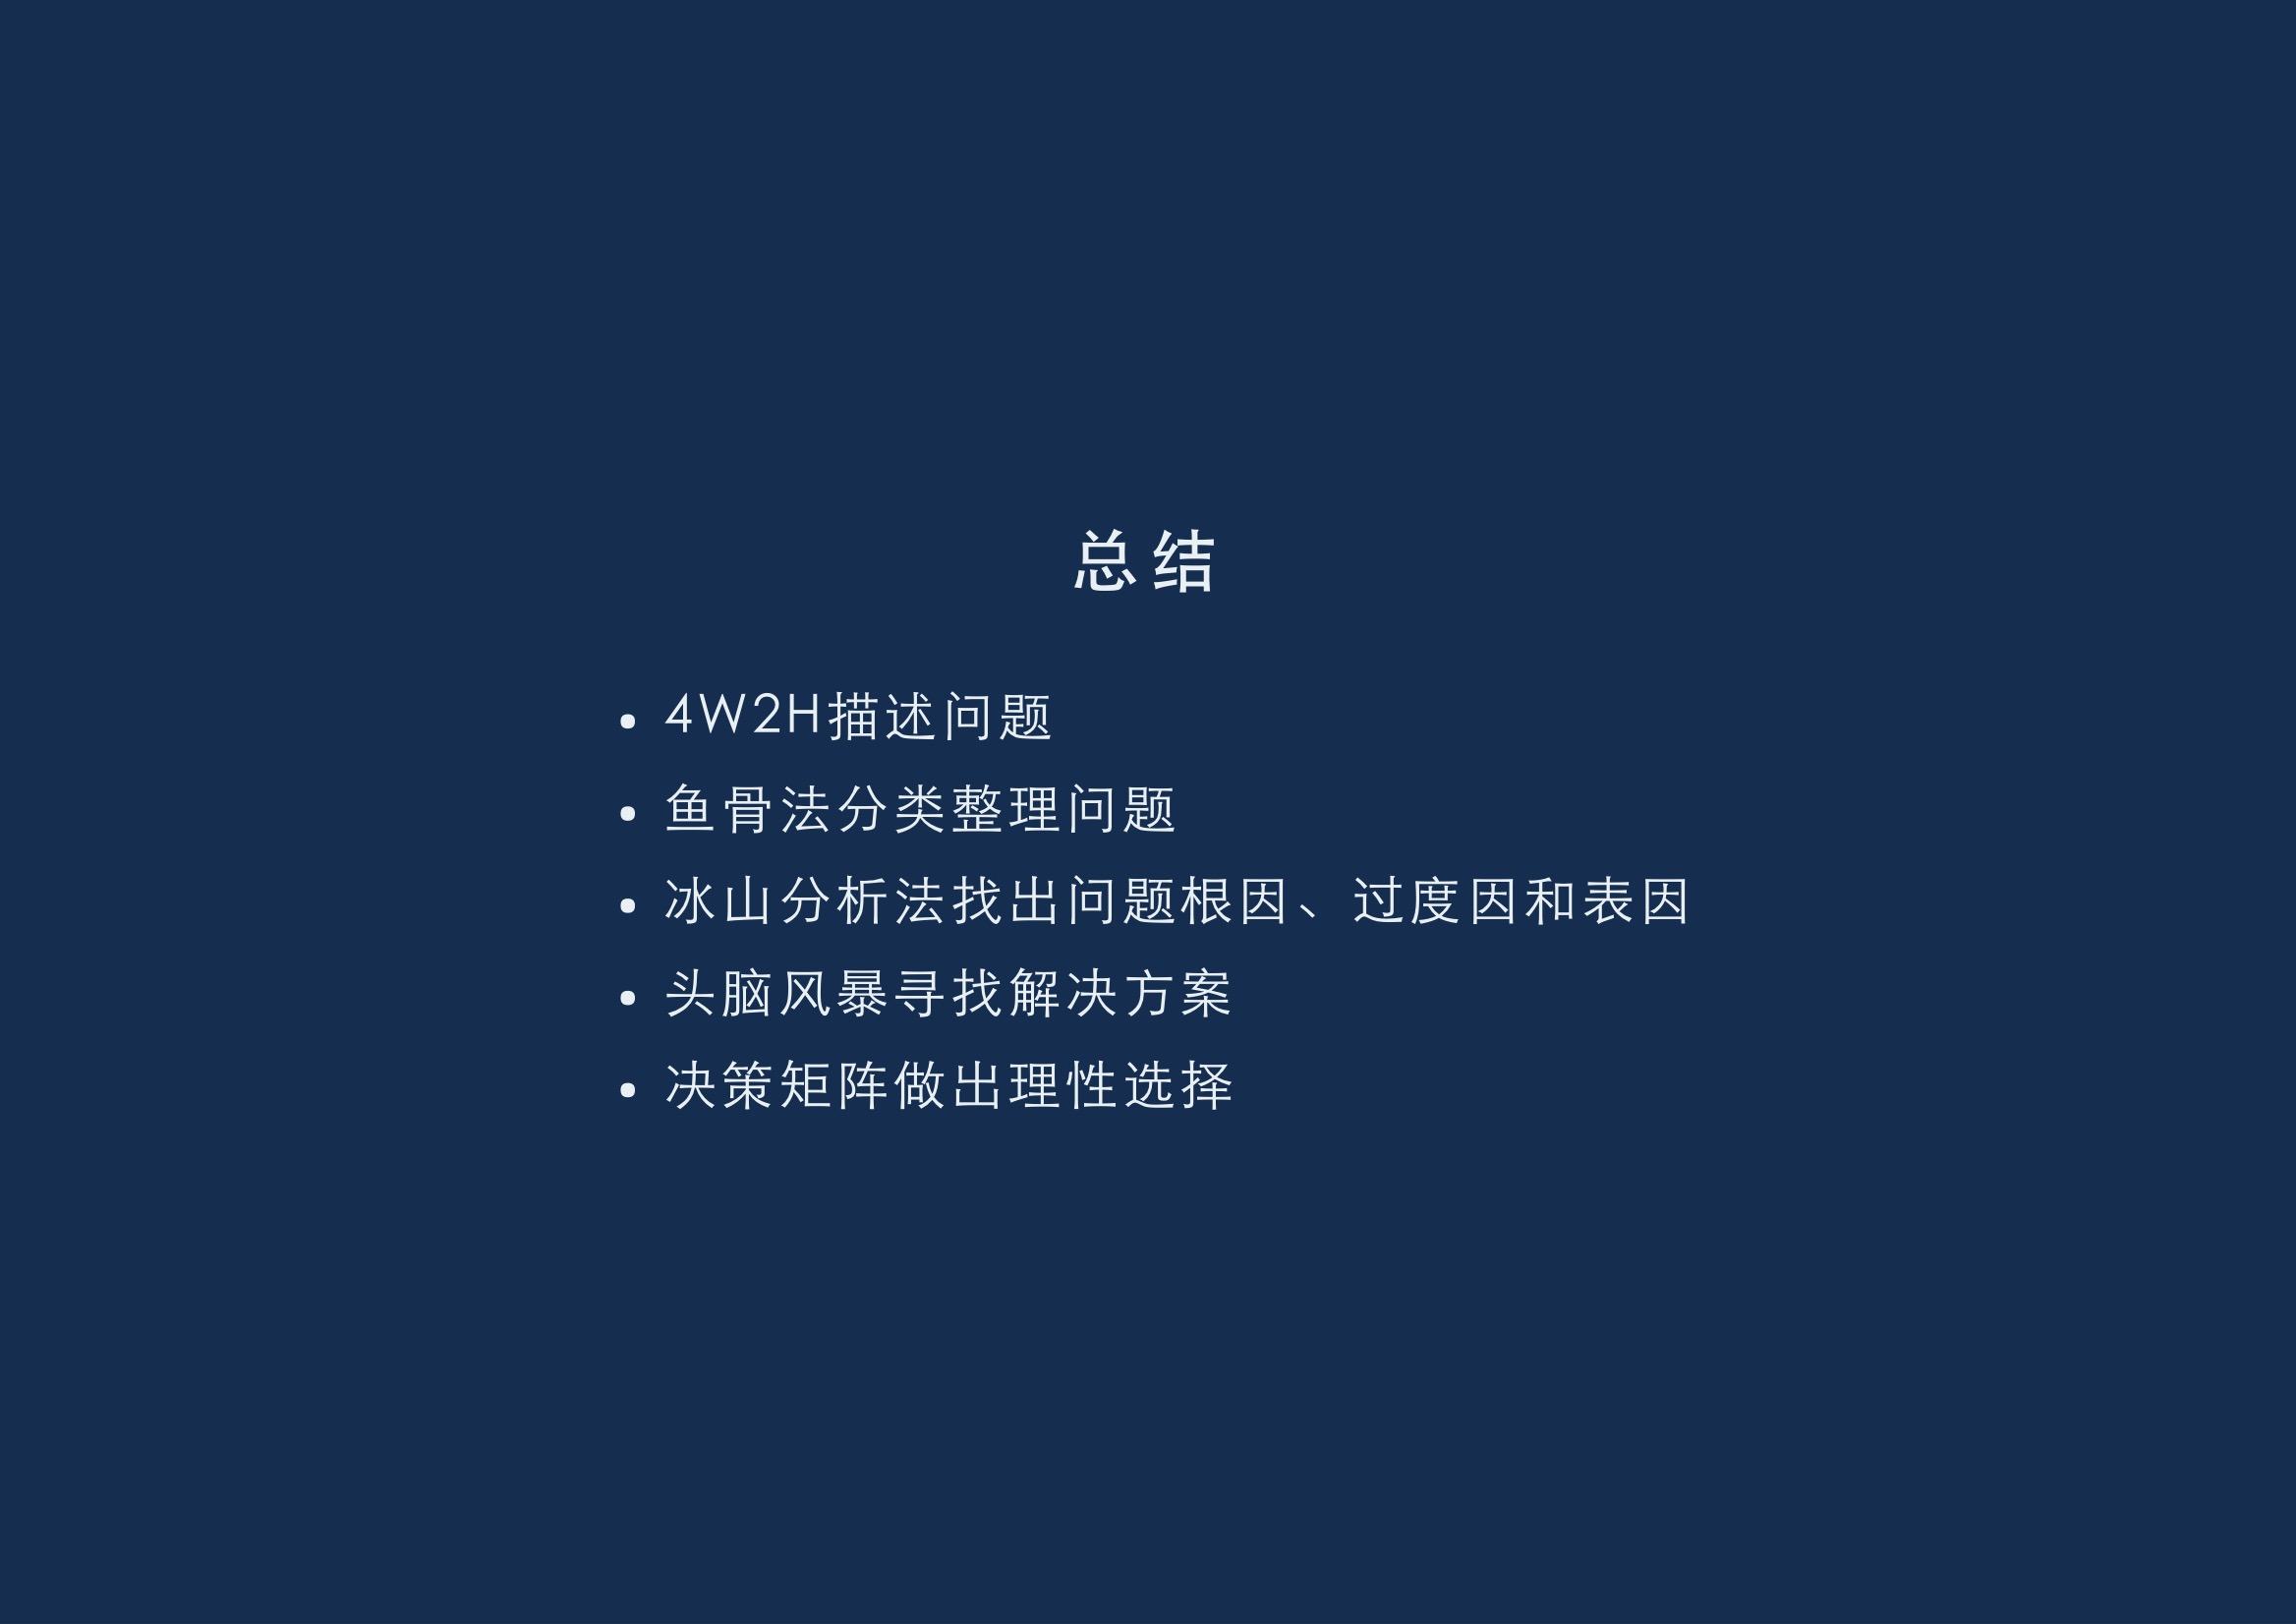 总结
• 4W2H描述问题
• 鱼骨法分类整理问题
• 冰山分析法找出问题根因、过度因和表因
• 头脑风暴寻找解决方案
• 决策矩阵做出理性选择